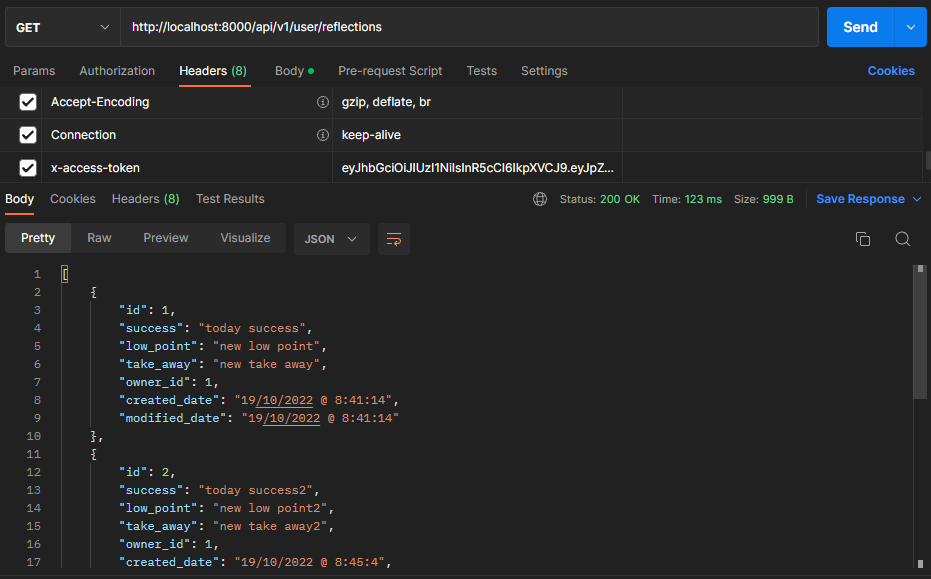 GET http://localhost:8000/api/v1/user/reflections Send
Params Authorization Headers (8) Body Pre-request Script Tests Settings Cookies
Accept-Encoding gzip, deflate, br
Connection keep-alive
x-access-token eyJhbGciOiJIUzI1NiIsInR5cCI6IkpXVCJ9.eyJpZ...
Body Cookies Headers (8) Test Results Status: 200 OK Time: 123 ms Size: 999 B Save Response
Pretty Raw Preview Visualize JSON
1 [
2 {
3 "id": 1,
4 "success": "today success",
5 "low_point": "new low point",
6 "take_away": "new take away",
7 "owner_id": 1,
8 "created_date": "19/10/2022 @ 8:41:14",
9 "modified_date": "19/10/2022 @ 8:41:14"
10 },
11 {
12 "id": 2,
13 "success": "today success2",
14 "low_point": "new low point2",
15 "take_away": "new take away2",
16 "owner_id": 1,
17 "created_date": "19/10/2022 @ 8:45:4",